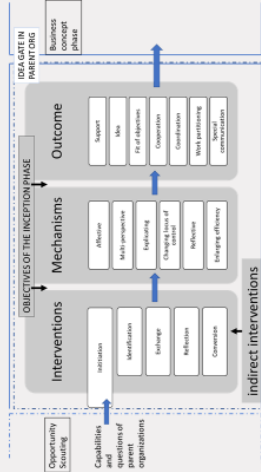 Opportunity
Scouting
Capabilities
and
questions of
parent
organizations
OBJECTIVES OF THE INCEPTION PHASE
Interventions
Initiation
Identification
Exchange
Reflection
Conversion
indirect interventions
Mechanisms
Affective
Multi-perspective
Explicating
Changing locus of
control
Reflective
Enlarging efficiency
Outcome
Support
Idea
Fit of objectives
Cooperation
Coordination
Work partitioning
Special
communication
IDEA GATE IN
PARENT ORG
Business
concept
phase